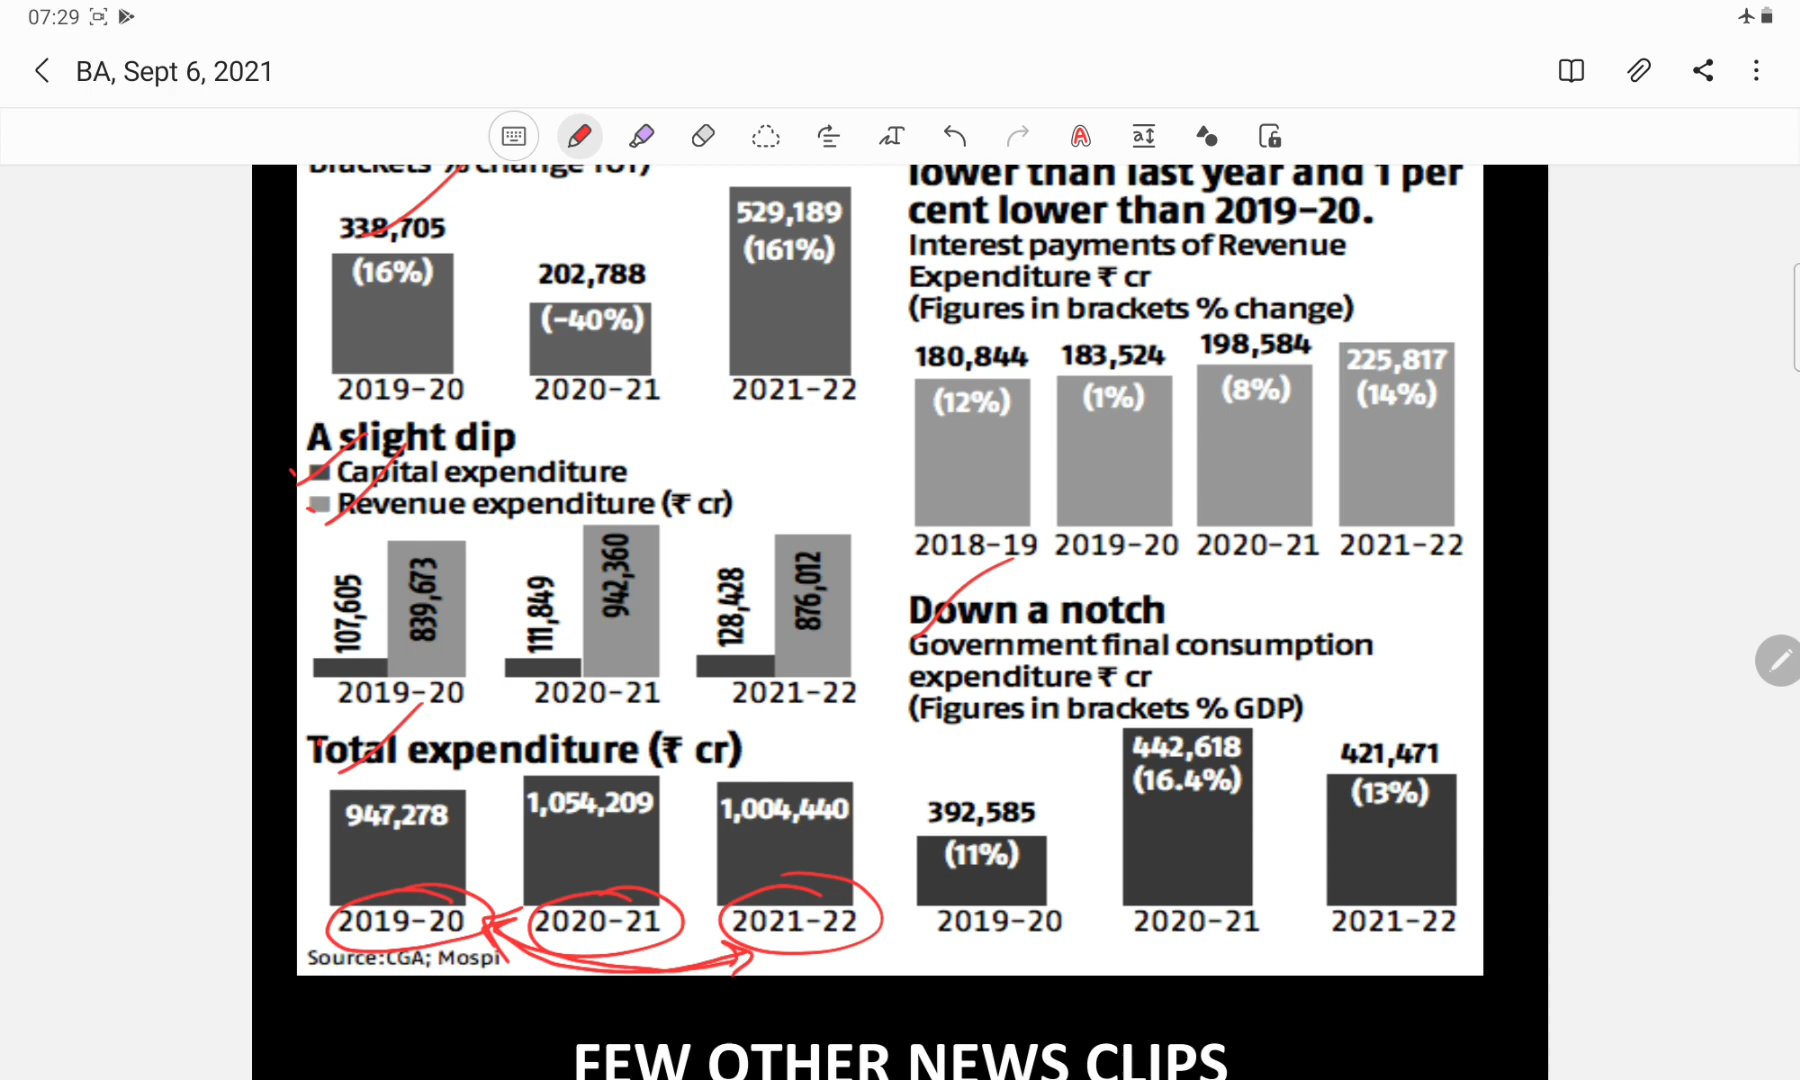 07:29
BA, Sept 6, 2021
brackets % change YoY)
338,705
(16%)
202,788
(-40%)
529,189
(161%)
2019-20 2020-21 2021-22
A slight dip
Capital expenditure
Revenue expenditure (₹ cr)
107,605
839,673
111,849
942,360
128,428
876,012
2019-20 2020-21 2021-22
Total expenditure (₹ cr)
947,278
1,054,209
1,004,440
2019-20 2020-21 2021-22
Source:CGA; Mospi
lower than last year and 1 per
cent lower than 2019-20.
Interest payments of Revenue
Expenditure ₹ cr
(Figures in brackets % change)
180,844
(12%)
183,524
(1%)
198,584
(8%)
225,817
(14%)
2018-19 2019-20 2020-21 2021-22
Down a notch
Government final consumption
expenditure ₹ cr
(Figures in brackets % GDP)
392,585
(11%)
442,618
(16.4%)
421,471
(13%)
2019-20 2020-21 2021-22
FEW OTHER NEWS CLIPS